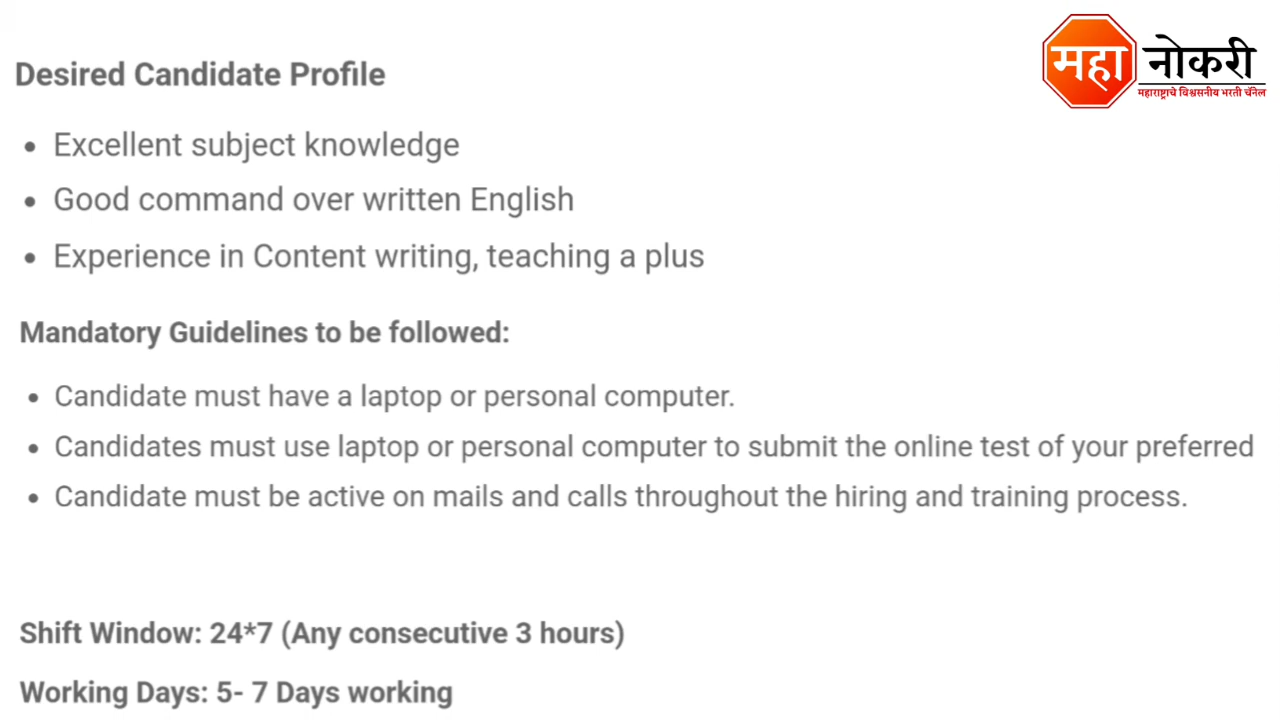 महा नोकरी
महाराष्ट्राचे विश्वसनीय भरती चॅनेल
Desired Candidate Profile
• Excellent subject knowledge
• Good command over written English
• Experience in Content writing, teaching a plus
Mandatory Guidelines to be followed:
• Candidate must have a laptop or personal computer.
• Candidates must use laptop or personal computer to submit the online test of your preferred
• Candidate must be active on mails and calls throughout the hiring and training process.
Shift Window: 24*7 (Any consecutive 3 hours)
Working Days: 5- 7 Days working